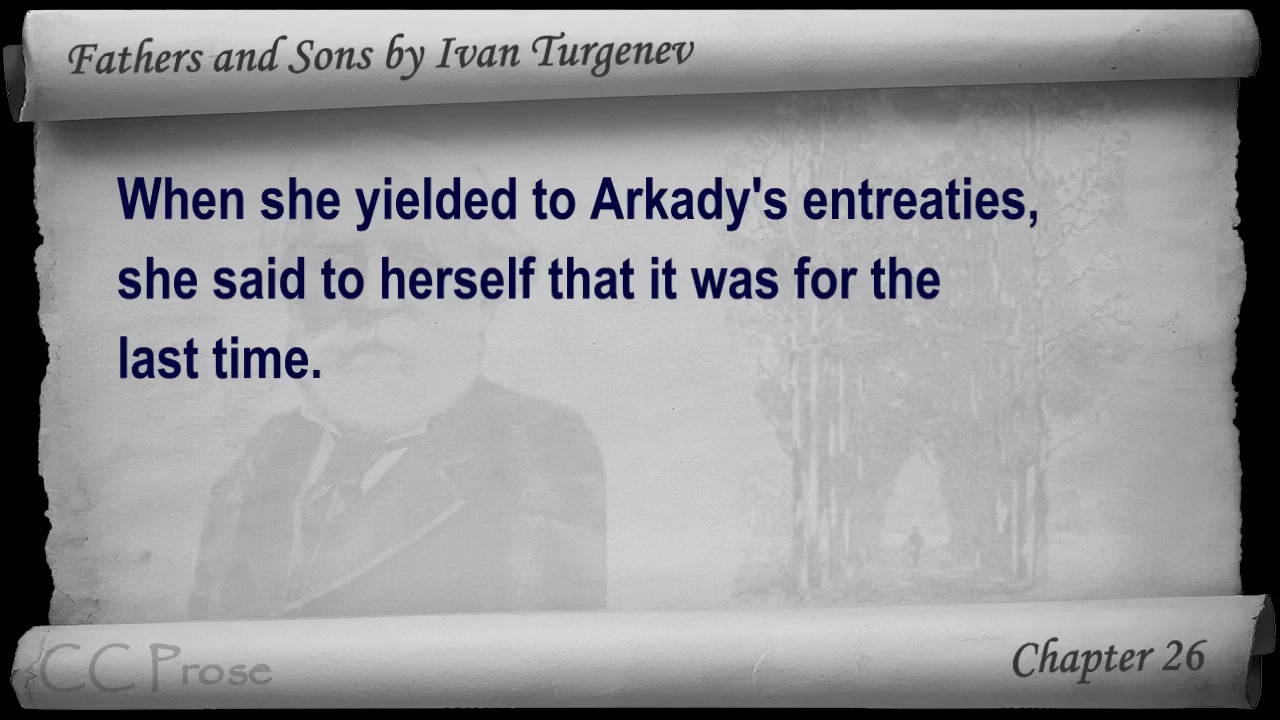 Fathers and Sons by Ivan Turgenev
When she yielded to Arkady's entreaties,
she said to herself that it was for the
last time.
CC Prose
Chapter 26